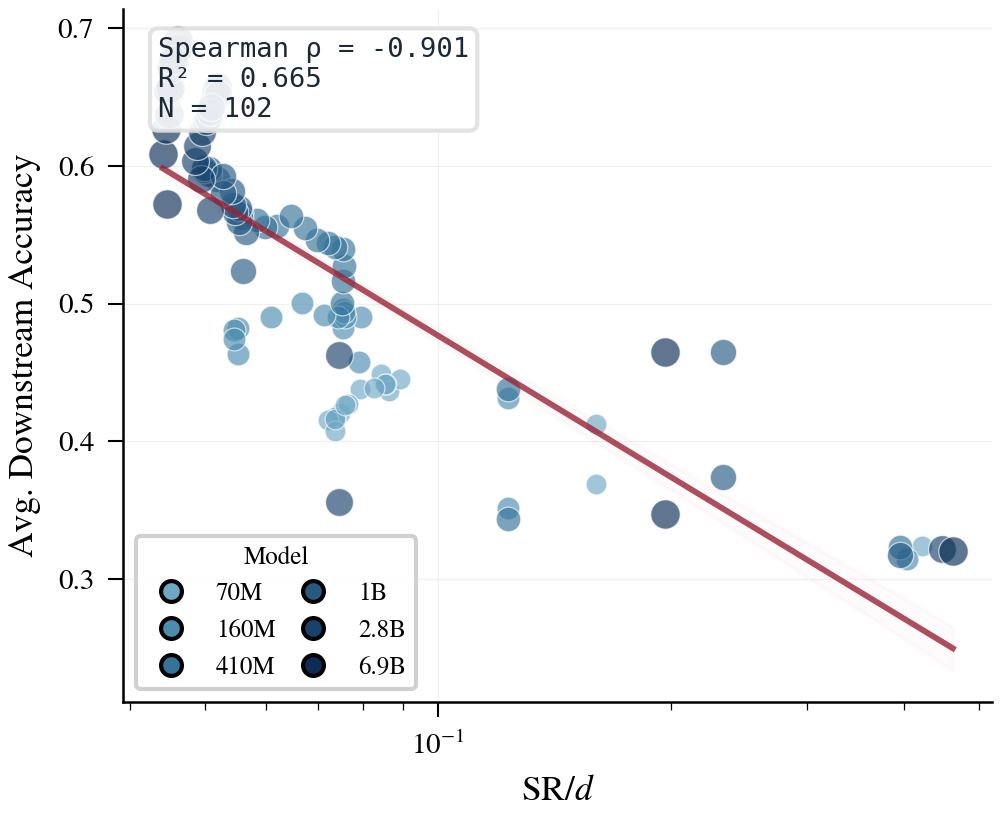 0.7
0.6
0.5
0.4
0.3
Avg. Downstream Accuracy
Spearman ρ = -0.901
R² = 0.665
N = 102
Model
70M 1B
160M 2.8B
410M 6.9B
10⁻¹
SR/d